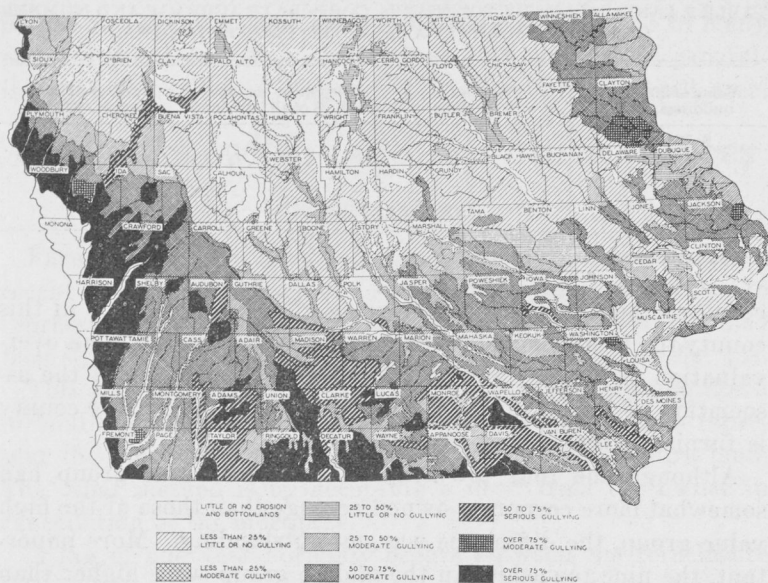 LYON OSCEOLA DICKINSON EMMET KOSSUTH WINNEBAGO WORTH MITCHELL HOWARD WINNESHIEK ALLAMAKEE
SIOUX O'BRIEN CLAY PALO ALTO HANCOCK CERRO GORDO FLOYD CHICKASAW
FAYETTE CLAYTON
PLYMOUTH CHEROKEE BUENA VISTA POCAHONTAS HUMBOLDT WRIGHT FRANKLIN BUTLER BREMER
WOODBURY IDA SAC CALHOUN WEBSTER HAMILTON HARDIN GRUNDY BLACK HAWK BUCHANAN DELAWARE DUBUQUE
MONONA CRAWFORD CARROLL GREENE BOONE STORY MARSHALL TAMA BENTON LINN JONES JACKSON
CLINTON
CEDAR
HARRISON SHELBY AUDUBON GUTHRIE DALLAS POLK JASPER POWESHIEK IOWA JOHNSON SCOTT
MUSCATINE
POTTAWATTAMIE CASS ADAIR MADISON WARREN MARION MAHASKA KEOKUK WASHINGTON
LOUISA
MILLS MONTGOMERY ADAMS UNION CLARKE LUCAS MONROE WAPELLO JEFFERSON HENRY DES MOINES
FREMONT PAGE TAYLOR RINGGOLD DECATUR WAYNE APPANOOSE DAVIS VAN BUREN LEE
LITTLE OR NO EROSION
AND BOTTOMLANDS
LESS THAN 25%
LITTLE OR NO GULLYING
LESS THAN 25%
MODERATE GULLYING
25 TO 50%
LITTLE OR NO GULLYING
25 TO 50%
MODERATE GULLYING
50 TO 75%
MODERATE GULLYING
50 TO 75%
SERIOUS GULLYING
OVER 75%
MODERATE GULLYING
OVER 75%
SERIOUS GULLYING